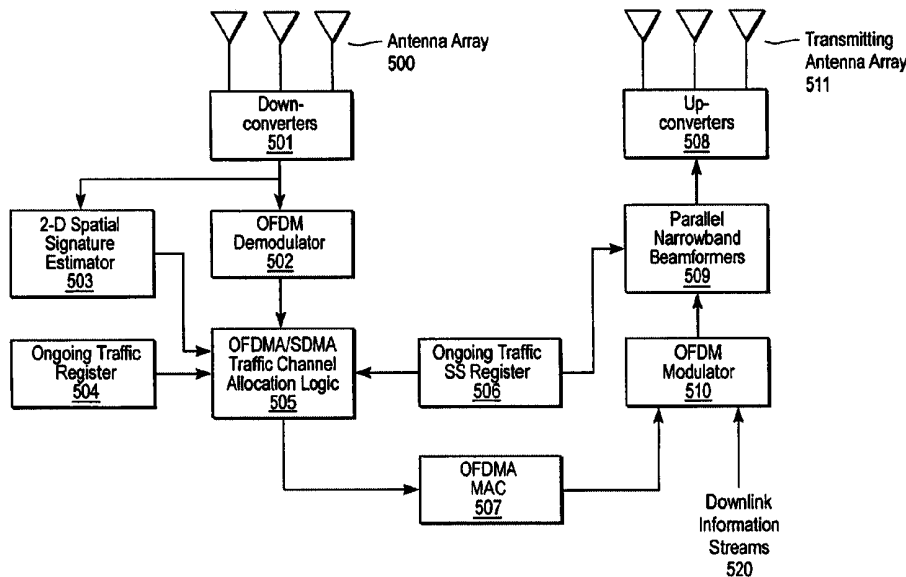 Antenna Array
500
Transmitting
Antenna Array
511
Down-
converters
501
Up-
converters
508
2-D Spatial
Signature
Estimator
503
OFDM
Demodulator
502
Parallel
Narrowband
Beamformers
509
Ongoing Traffic
Register
504
OFDMA/SDMA
Traffic Channel
Allocation Logic
505
Ongoing Traffic
SS Register
506
OFDM
Modulator
510
OFDMA
MAC
507
Downlink
Information
Streams
520